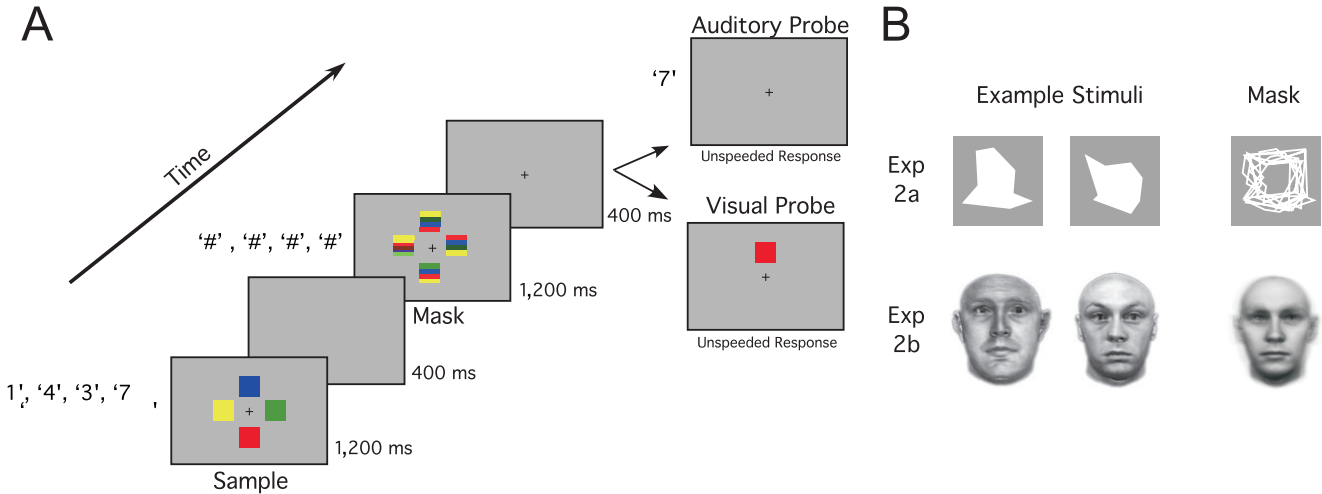 A
B
Auditory Probe
‘7'
Unspeeded Response
Example Stimuli
Mask
Time
Exp
2a
400 ms
Visual Probe
‘#’ , ‘#’, ‘#’, ‘#’
1,200 ms
Mask
Unspeeded Response
Exp
2b
400 ms
‘1', ‘4', ‘3', ‘7'
1,200 ms
Sample